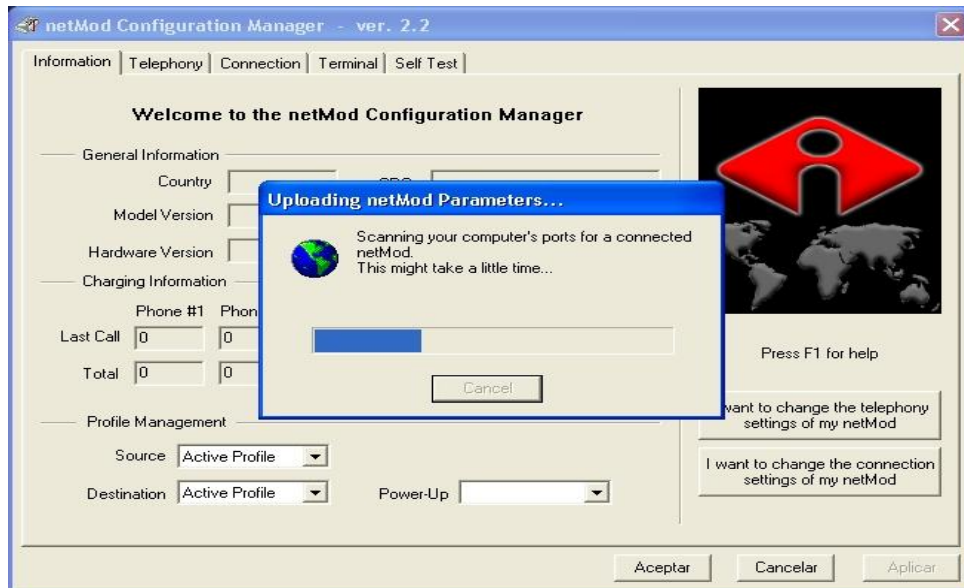 netMod Configuration Manager - ver. 2.2
Information Telephony Connection Terminal Self Test
Welcome to the netMod Configuration Manager
General Information
Country
Model Version
Hardware Version
Charging Information
Phone #1 Phon
Last Call 0 0
Total 0 0
Profile Management
Source Active Profile
Destination Active Profile Power-Up
Uploading netMod Parameters...
Scanning your computer's ports for a connected
netMod.
This might take a little time...
Cancel
Press F1 for help
want to change the telephony
settings of my netMod
I want to change the connection
settings of my netMod
Aceptar Cancelar Aplicar